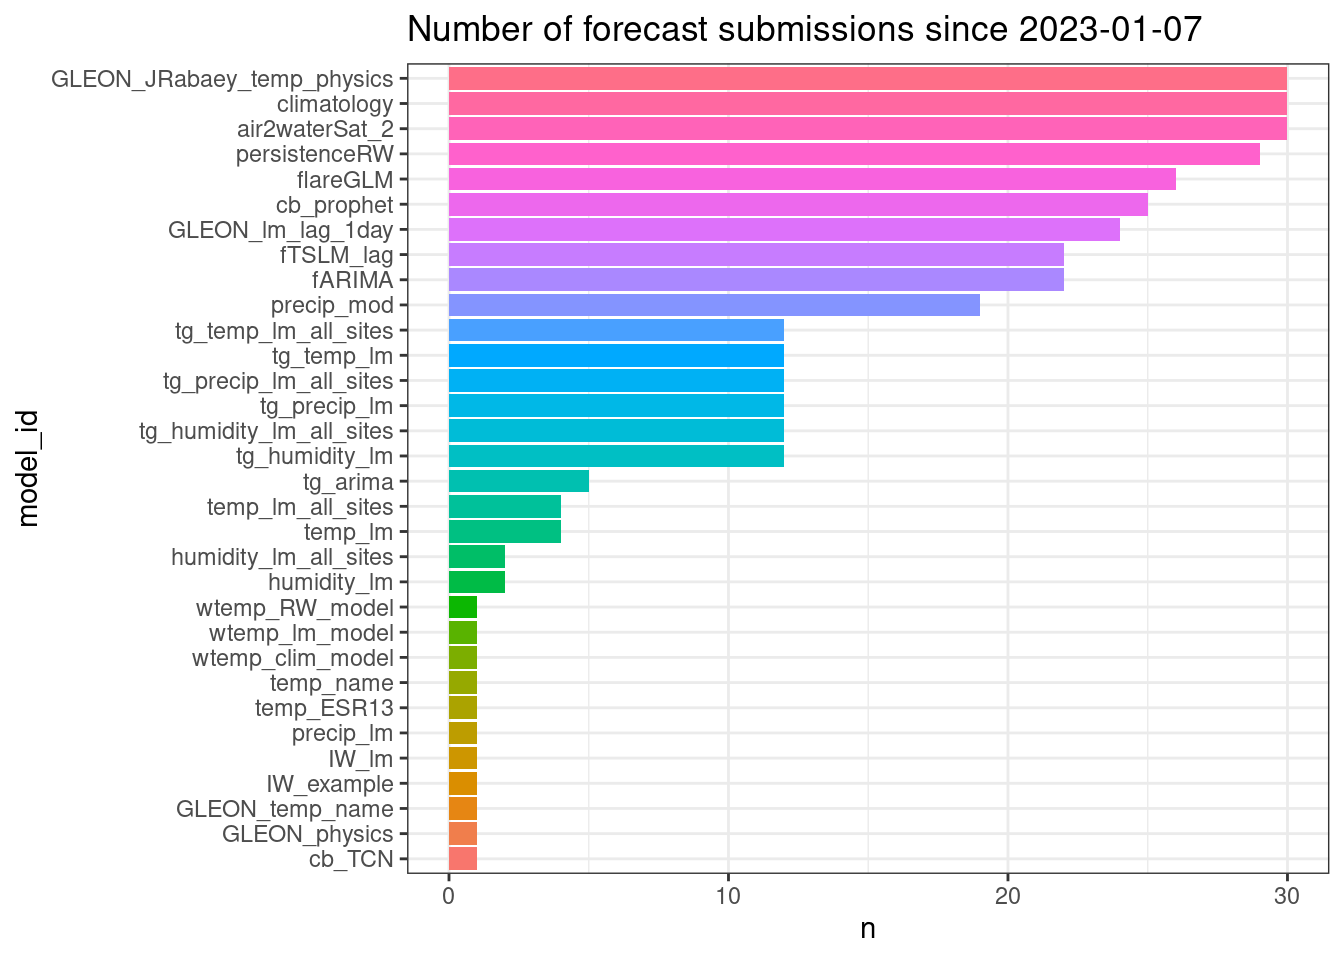 Number of forecast submissions since 2023-01-07
GLEON_JRabaey_temp_physics
climatology
air2waterSat_2
persistenceRW
flareGLM
cb_prophet
GLEON_lm_lag_1day
fTSLM_lag
fARIMA
precip_mod
tg_temp_lm_all_sites
tg_temp_lm
tg_precip_lm_all_sites
tg_precip_lm
tg_humidity_lm_all_sites
tg_humidity_lm
tg_arima
temp_lm_all_sites
temp_lm
humidity_lm_all_sites
humidity_lm
wtemp_RW_model
wtemp_lm_model
wtemp_clim_model
temp_name
temp_ESR13
precip_lm
IW_lm
IW_example
GLEON_temp_name
GLEON_physics
cb_TCN
model_id
0 10 20 30
n